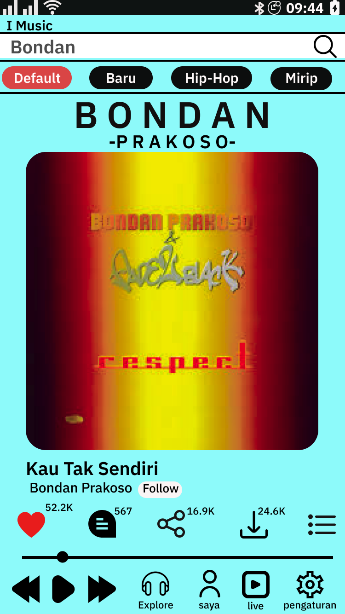 09:44
I Music
Bondan
Default Baru Hip-Hop Mirip
BONDAN
-PRAKOSO-
BONDAN PRAKOSO
&
FADE2BLACK
respect
Kau Tak Sendiri
Bondan Prakoso Follow
52.2K 567 16.9K 24.6K
Explore saya live pengaturan